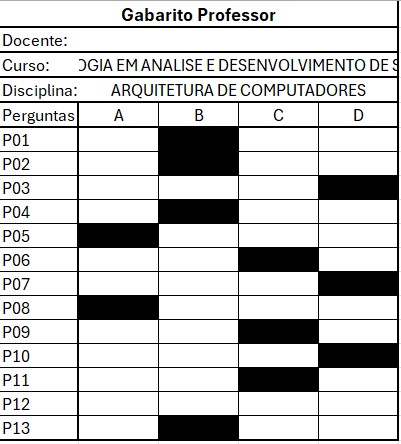 Gabarito Professor
Docente:
Curso: OGIA EM ANALISE E DESENVOLVIMENTO DE S
Disciplina: ARQUITETURA DE COMPUTADORES
Perguntas A B C D
P01
P02
P03
P04
P05
P06
P07
P08
P09
P10
P11
P12
P13